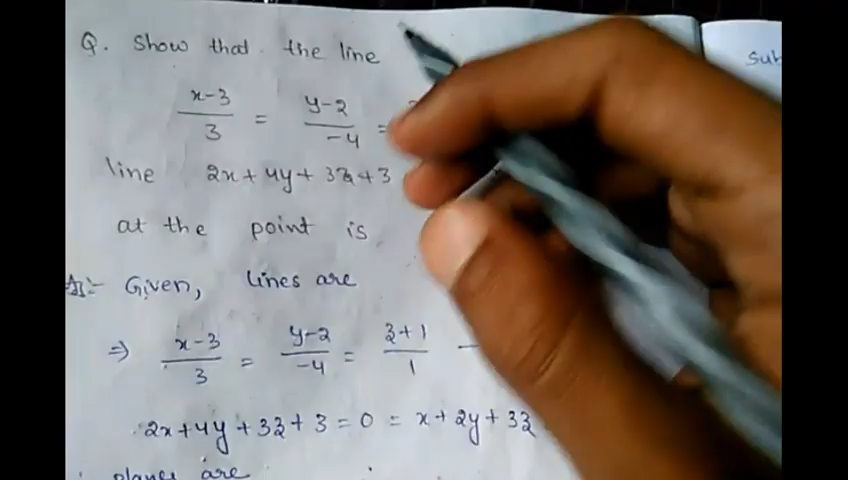 Q. Show that the line
x-3/3 = y-2/-4 =
line 2x+4y+3z+3
at the point is
Given, lines are
⇒ x-3/3 = y-2/-4 = z+1/1 -
2x+4y+3z+3=0=x+2y+3z
planes are